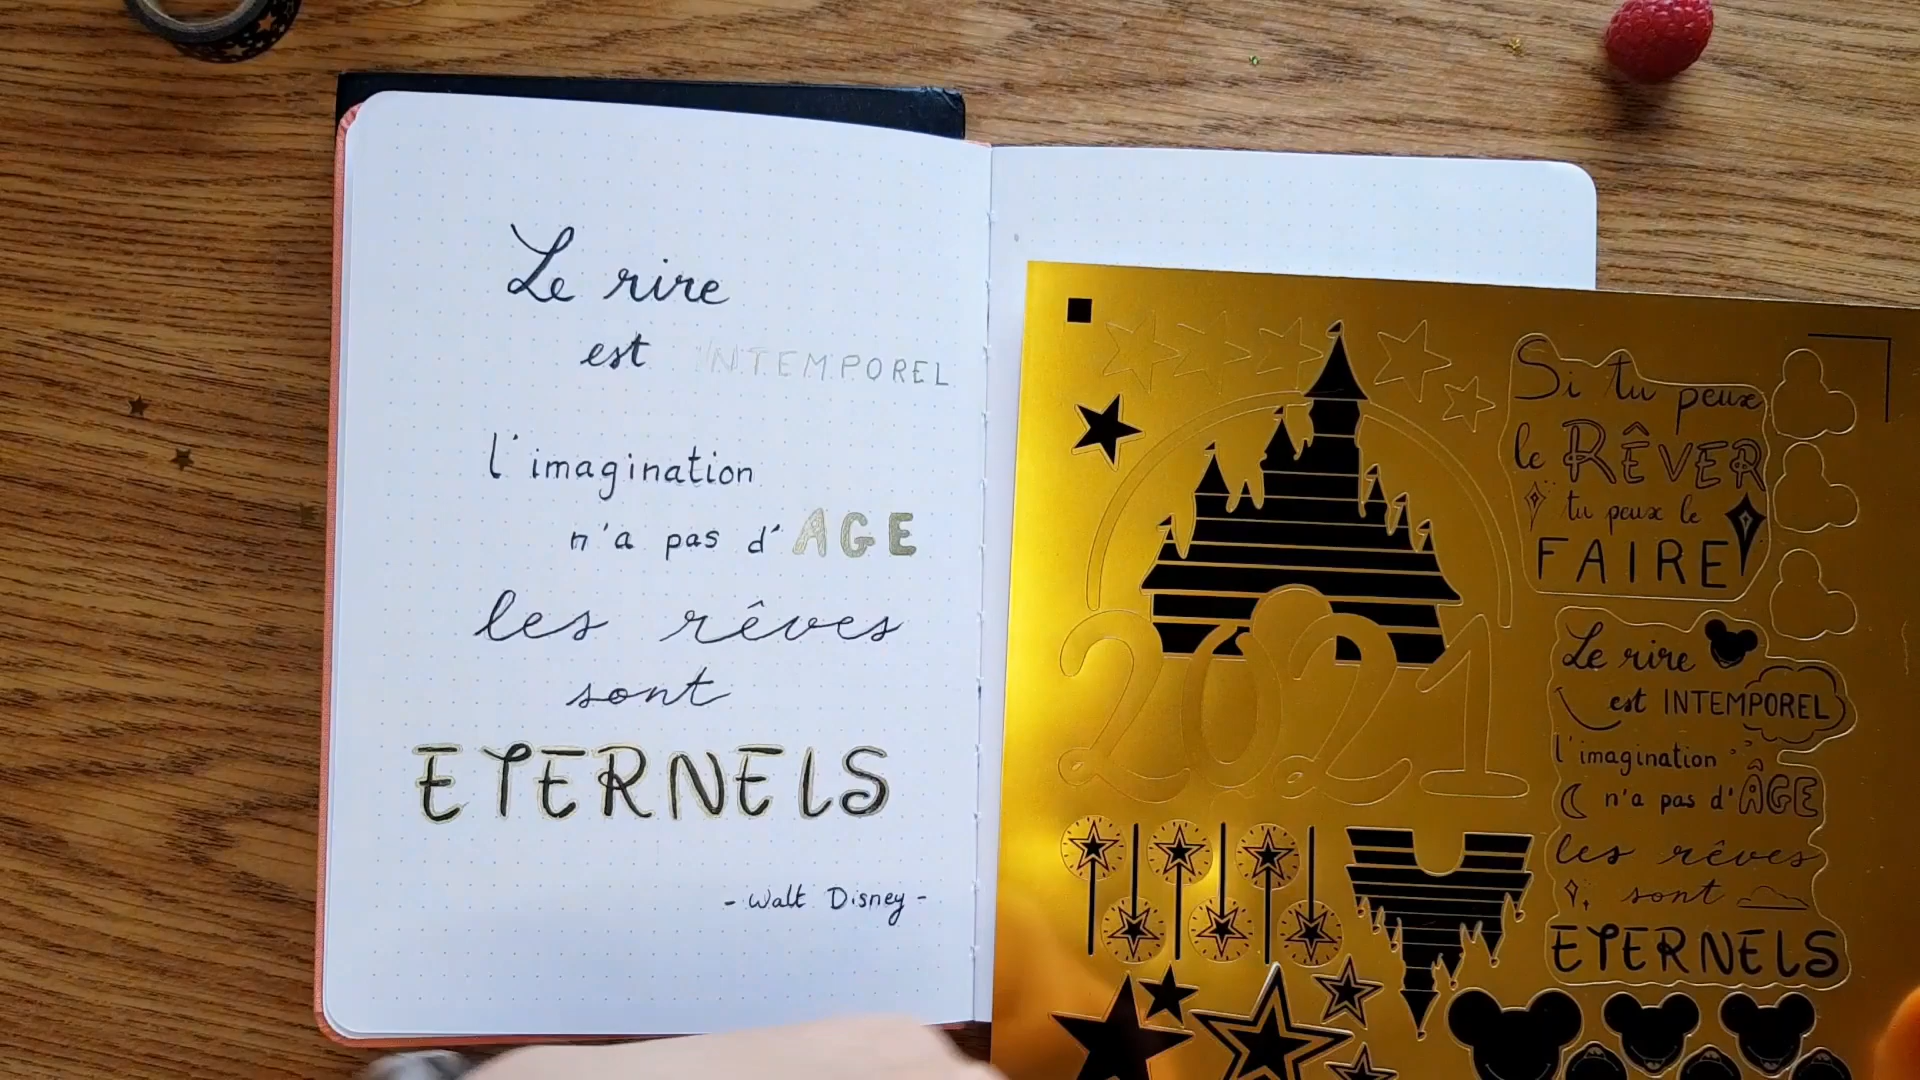 Le rire
est INTEMPOREL
l'imagination
n'a pas d'AGE
les rêves
sont
ETERNELS
- Walt Disney -
Si tu peux
le RÊVER
tu peux le
FAIRE
2021
Le rire
est INTEMPOREL
l'imagination
n'a pas d'ÂGE
les rêves
sont
ETERNELS